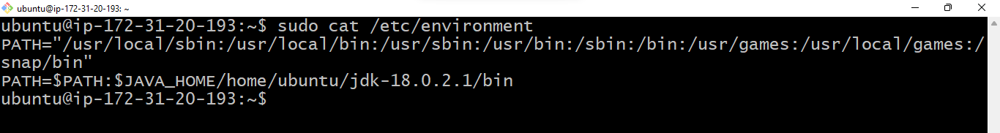 ubuntu@ip-172-31-20-193: ~
ubuntu@ip-172-31-20-193:~$ sudo cat /etc/environment
PATH="/usr/local/sbin:/usr/local/bin:/usr/sbin:/usr/bin:/sbin:/bin:/usr/games:/usr/local/games:/
snap/bin"
PATH=$PATH:$JAVA_HOME/home/ubuntu/jdk-18.0.2.1/bin
ubuntu@ip-172-31-20-193:~$